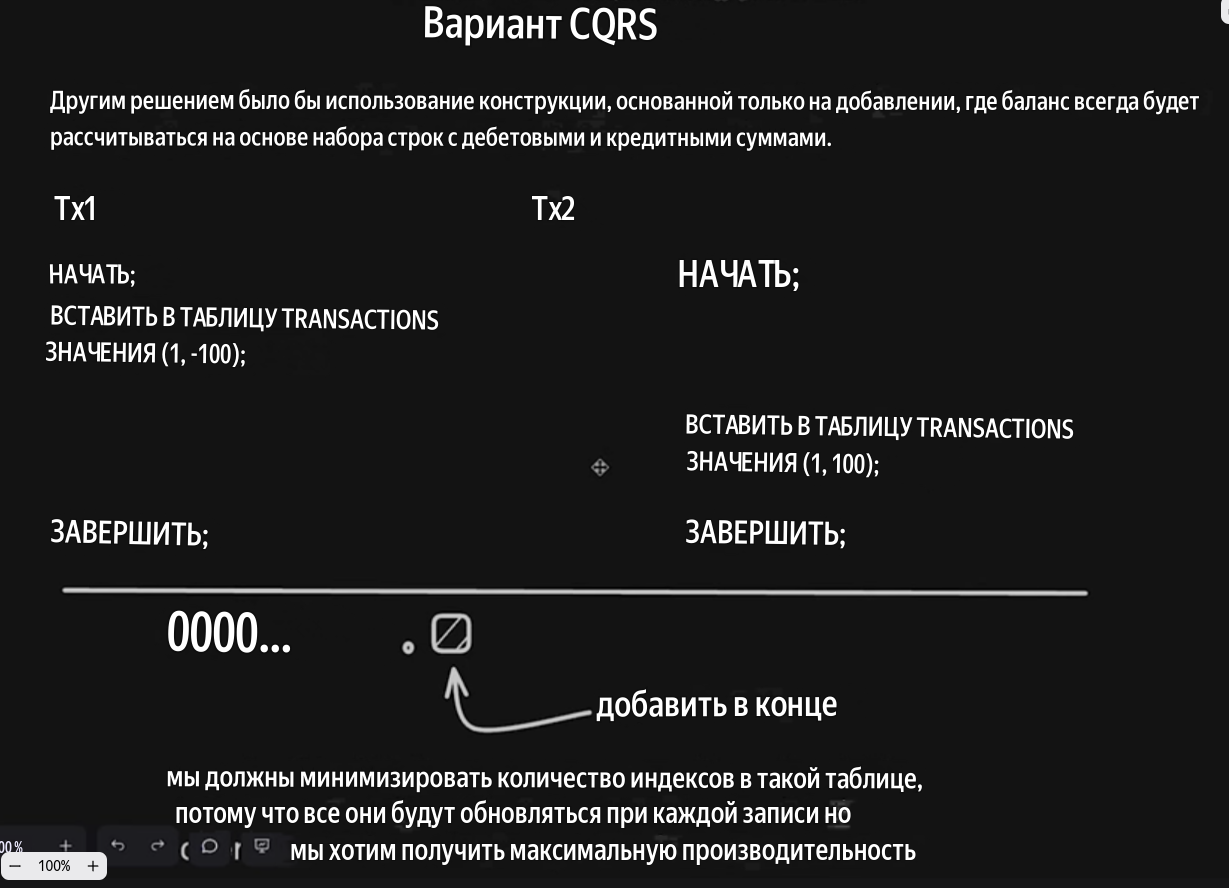 Вариант CQRS
Другим решением было бы использование конструкции, основанной только на добавлении, где баланс всегда будет
рассчитываться на основе набора строк с дебетовыми и кредитными суммами.
Tx1
Tx2
НАЧАТЬ;
НАЧАТЬ;
ВСТАВИТЬ В ТАБЛИЦУ TRANSACTIONS
ЗНАЧЕНИЯ (1, -100);
ВСТАВИТЬ В ТАБЛИЦУ TRANSACTIONS
ЗНАЧЕНИЯ (1, 100);
ЗАВЕРШИТЬ;
ЗАВЕРШИТЬ;
0000...
добавить в конце
мы должны минимизировать количество индексов в такой таблице,
потому что все они будут обновляться при каждой записи но
мы хотим получить максимальную производительность
100%